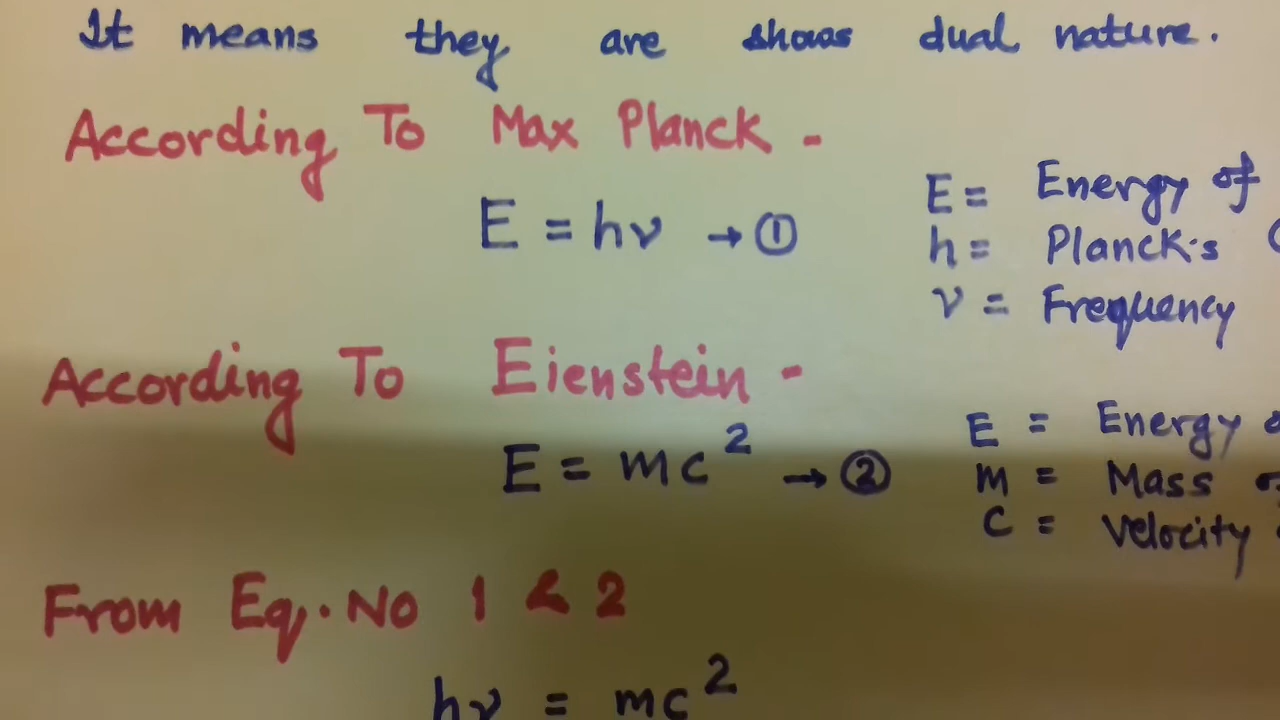 It means they are shows dual nature.
According To Max Planck -
E = hν → ①
E = Energy of
h = Planck's
ν = Frequency
According To Eienstein -
E = mc² → ②
E = Energy
m = Mass
C = Velocity
From Eq. No 1 & 2
hν = mc²